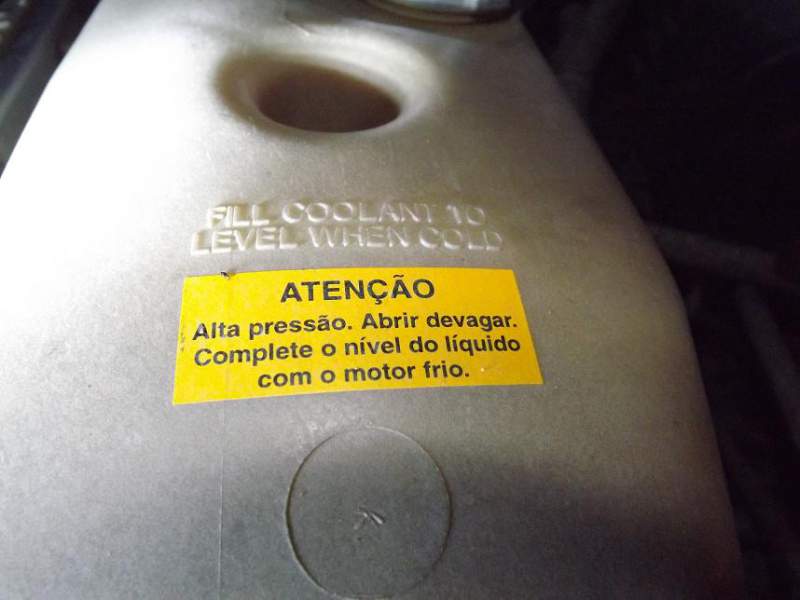 FILL COOLANT TO
LEVEL WHEN COLD
ATENÇÃO
Alta pressão. Abrir devagar.
Complete o nível do líquido
com o motor frio.